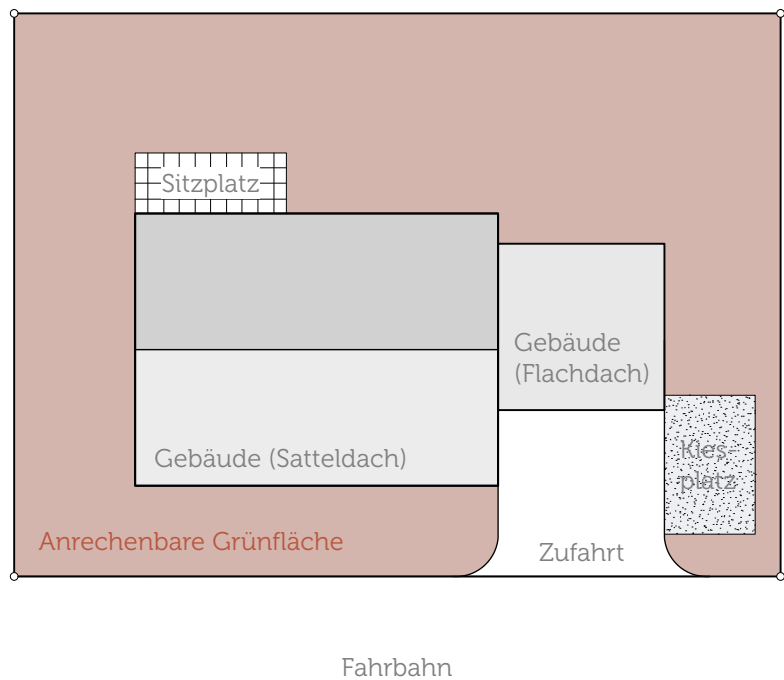 Sitzplatz
Gebäude
(Flachdach)
Gebäude (Satteldach)
Kies-
platz
Anrechenbare Grünfläche
Zufahrt
Fahrbahn